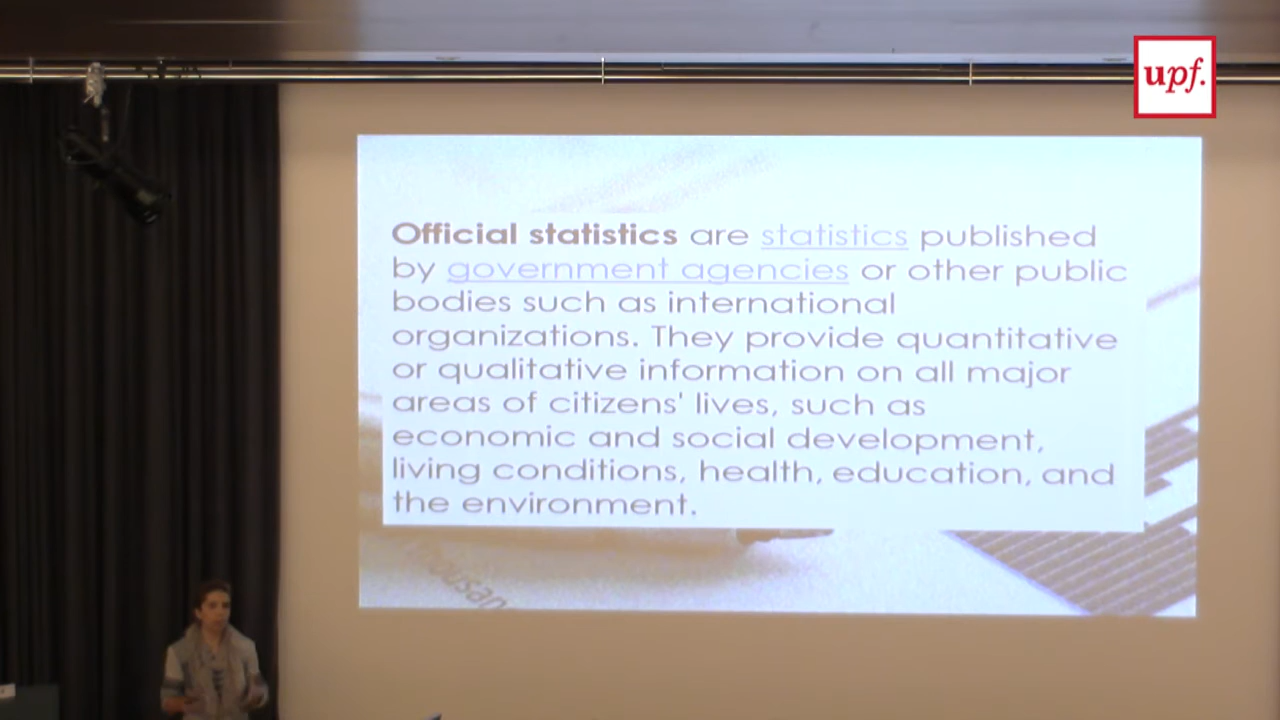 upf.
Official statistics are statistics published
by government agencies or other public
bodies such as international
organizations. They provide quantitative
or qualitative information on all major
areas of citizens' lives, such as
economic and social development,
living conditions, health, education, and
the environment.
thousan